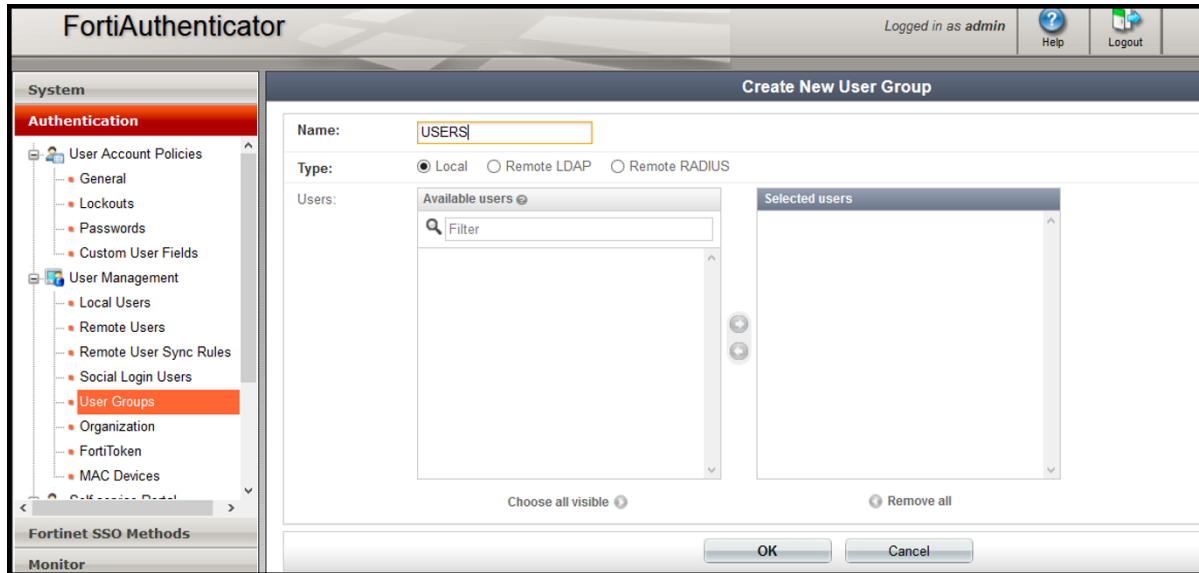 FortiAuthenticator
Logged in as admin
Help
Logout
System
Authentication
User Account Policies
General
Lockouts
Passwords
Custom User Fields
User Management
Local Users
Remote Users
Remote User Sync Rules
Social Login Users
User Groups
Organization
FortiToken
MAC Devices
Fortinet SSO Methods
Monitor
Create New User Group
Name: USERS
Type: Local Remote LDAP Remote RADIUS
Users: Available users Selected users
Filter
Choose all visible Remove all
OK Cancel